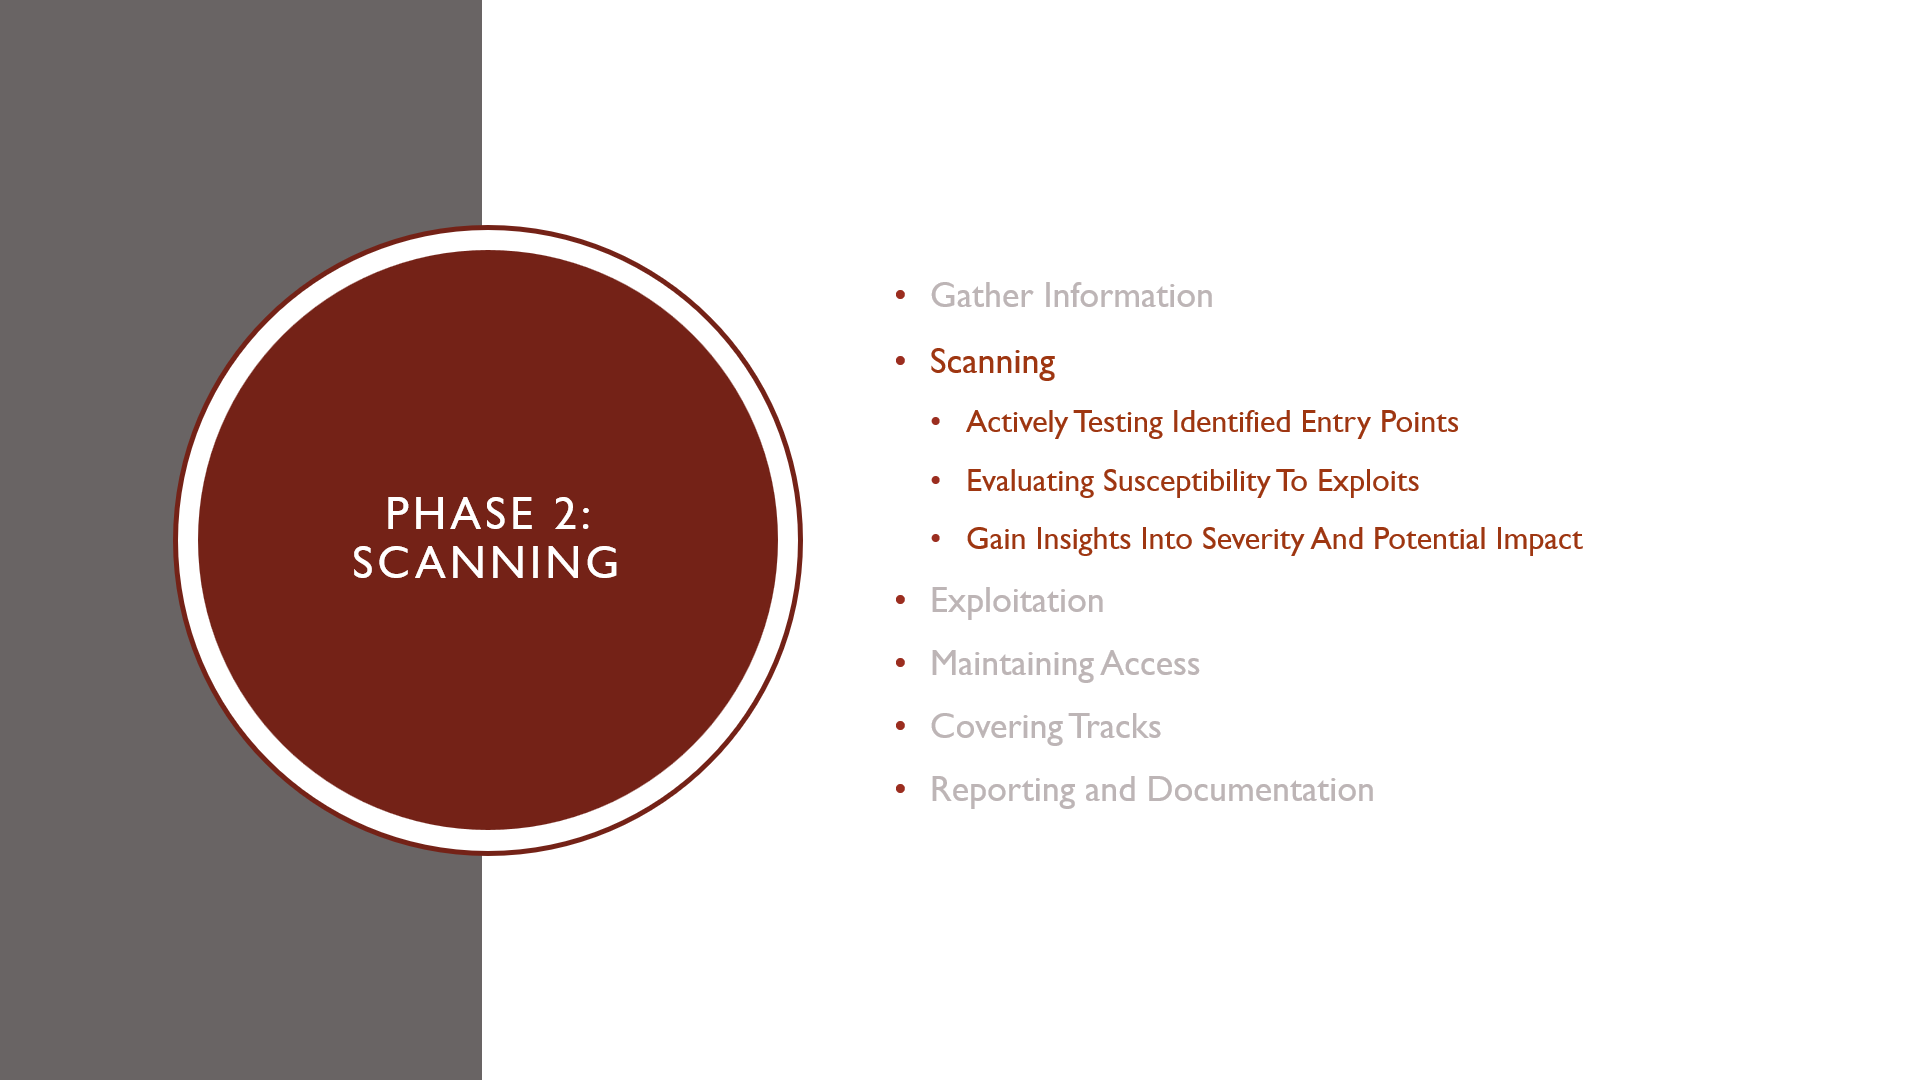 PHASE 2:
SCANNING
• Gather Information
• Scanning
• Actively Testing Identified Entry Points
• Evaluating Susceptibility To Exploits
• Gain Insights Into Severity And Potential Impact
• Exploitation
• Maintaining Access
• Covering Tracks
• Reporting and Documentation